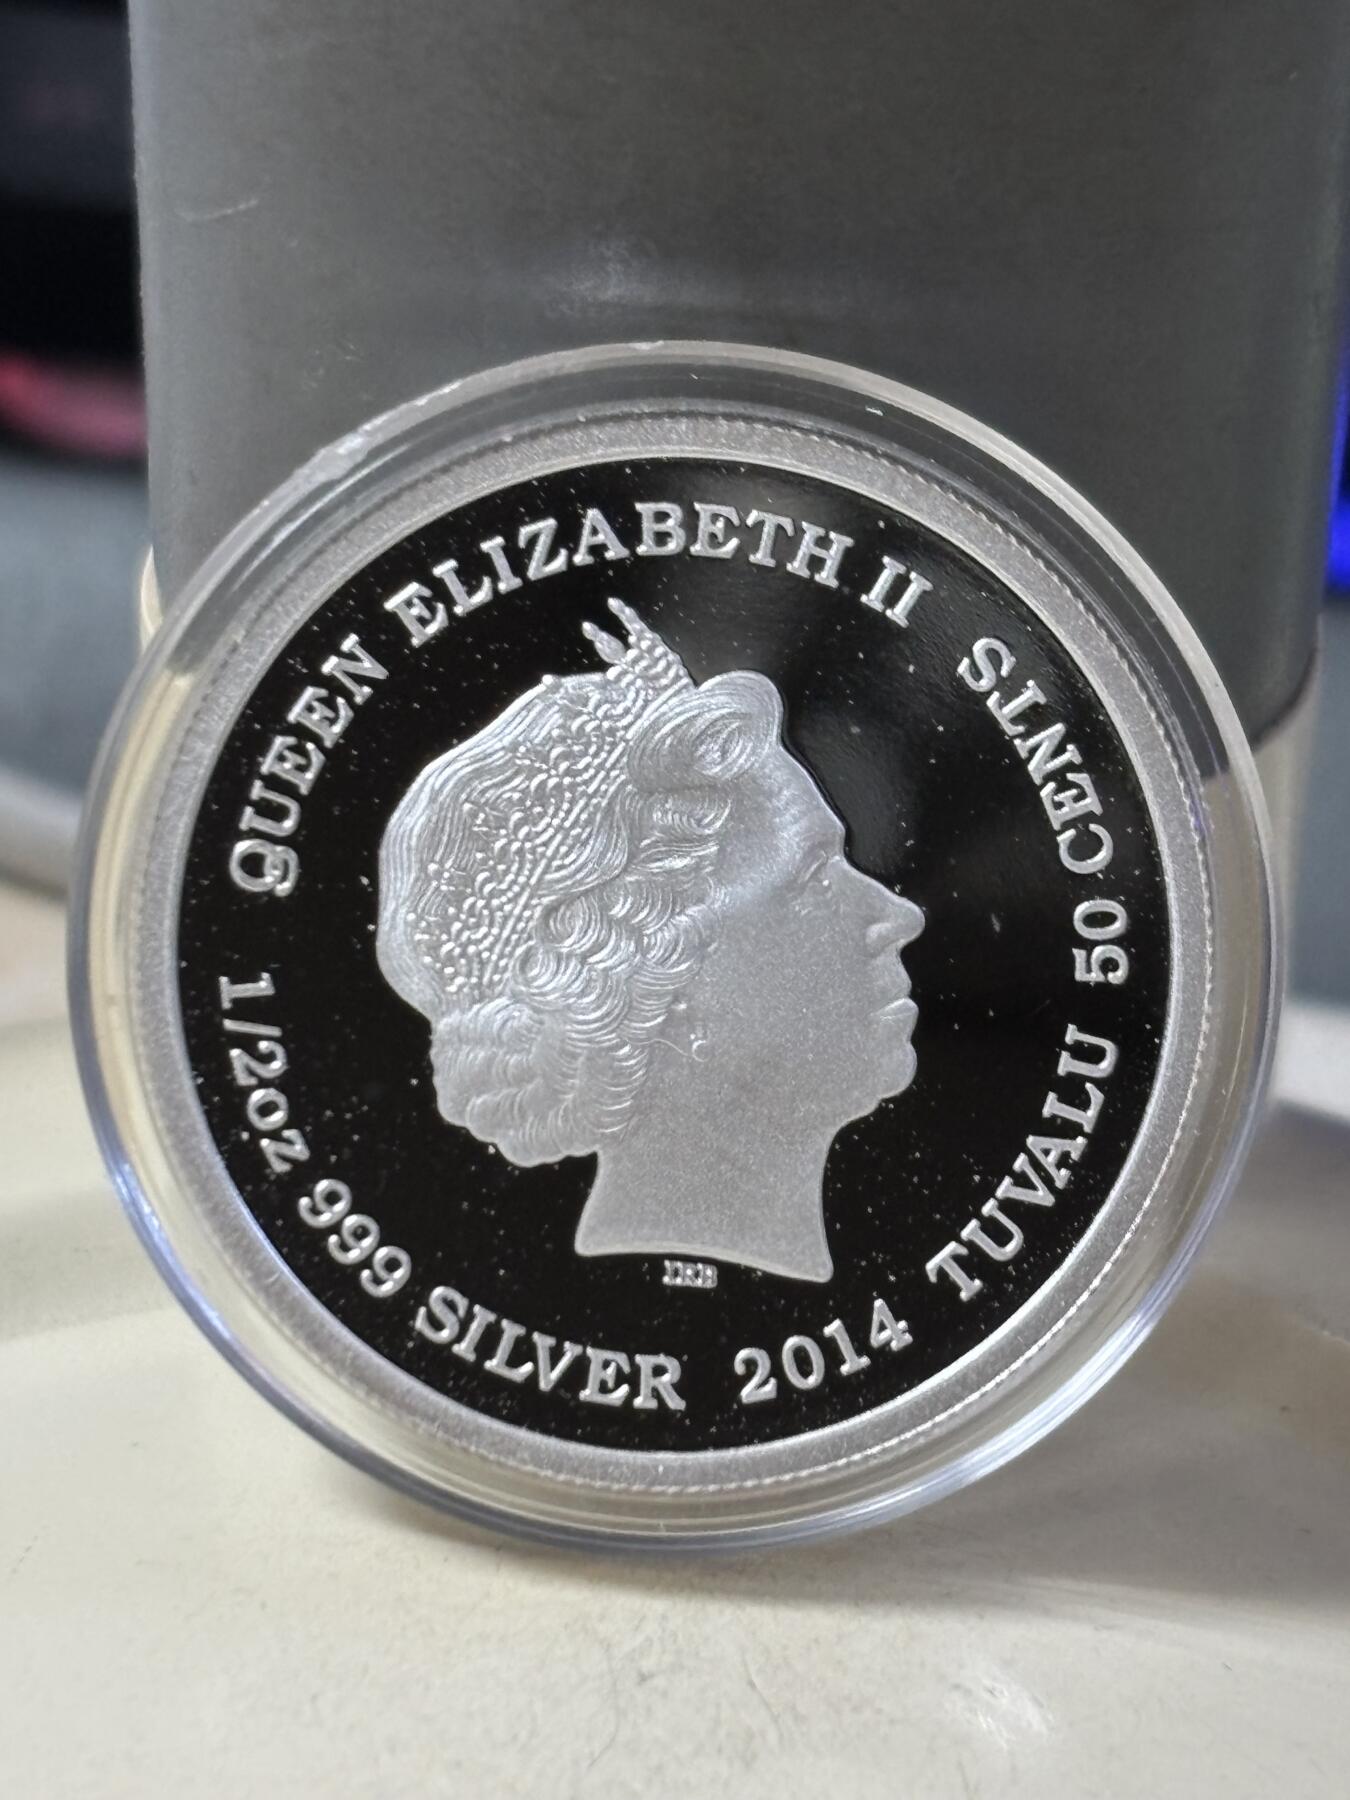 QUEEN ELIZABETH II
1/2oz 999 SILVER 2014 TUVALU 50 CENTS
IRB